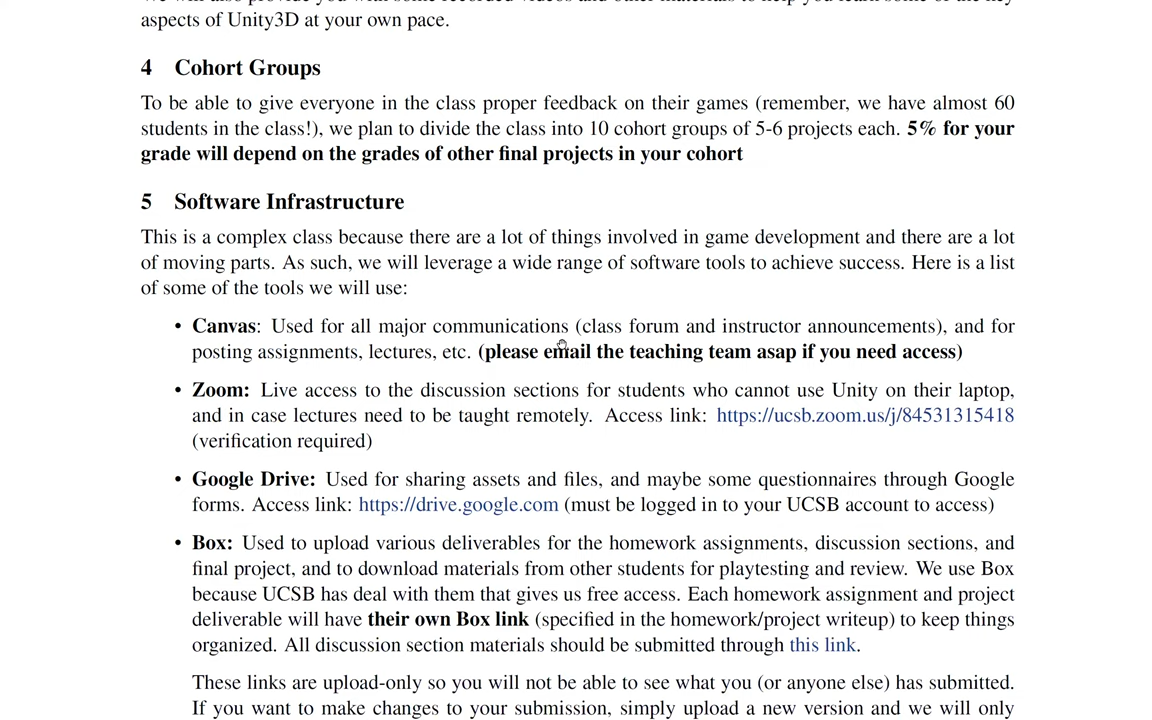 aspects of Unity3D at your own pace.
4 Cohort Groups
To be able to give everyone in the class proper feedback on their games (remember, we have almost 60
students in the class!), we plan to divide the class into 10 cohort groups of 5-6 projects each. 5% for your
grade will depend on the grades of other final projects in your cohort
5 Software Infrastructure
This is a complex class because there are a lot of things involved in game development and there are a lot
of moving parts. As such, we will leverage a wide range of software tools to achieve success. Here is a list
of some of the tools we will use:
• Canvas: Used for all major communications (class forum and instructor announcements), and for
posting assignments, lectures, etc. (please email the teaching team asap if you need access)
• Zoom: Live access to the discussion sections for students who cannot use Unity on their laptop,
and in case lectures need to be taught remotely. Access link: https://ucsb.zoom.us/j/84531315418
(verification required)
• Google Drive: Used for sharing assets and files, and maybe some questionnaires through Google
forms. Access link: https://drive.google.com (must be logged in to your UCSB account to access)
• Box: Used to upload various deliverables for the homework assignments, discussion sections, and
final project, and to download materials from other students for playtesting and review. We use Box
because UCSB has deal with them that gives us free access. Each homework assignment and project
deliverable will have their own Box link (specified in the homework/project writeup) to keep things
organized. All discussion section materials should be submitted through this link.
These links are upload-only so you will not be able to see what you (or anyone else) has submitted.
If you want to make changes to your submission, simply upload a new version and we will only